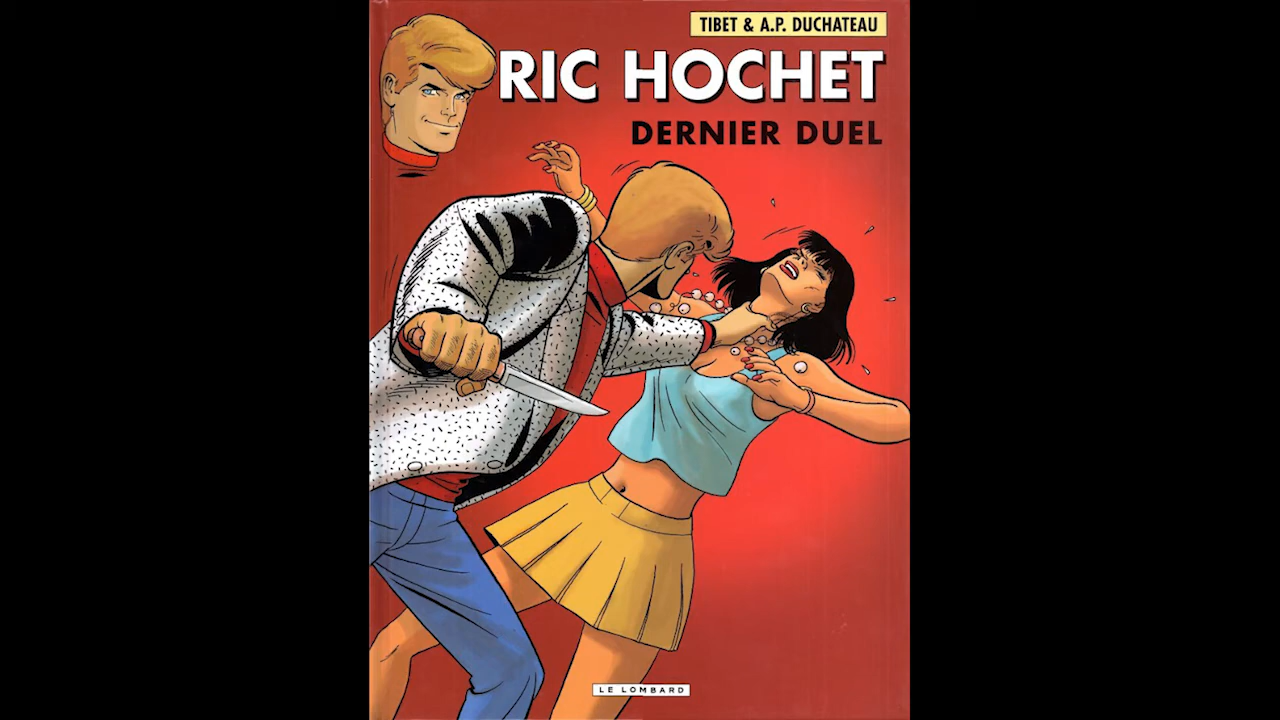 TIBET & A.P. DUCHATEAU
RIC HOCHET
DERNIER DUEL
LE LOMBARD